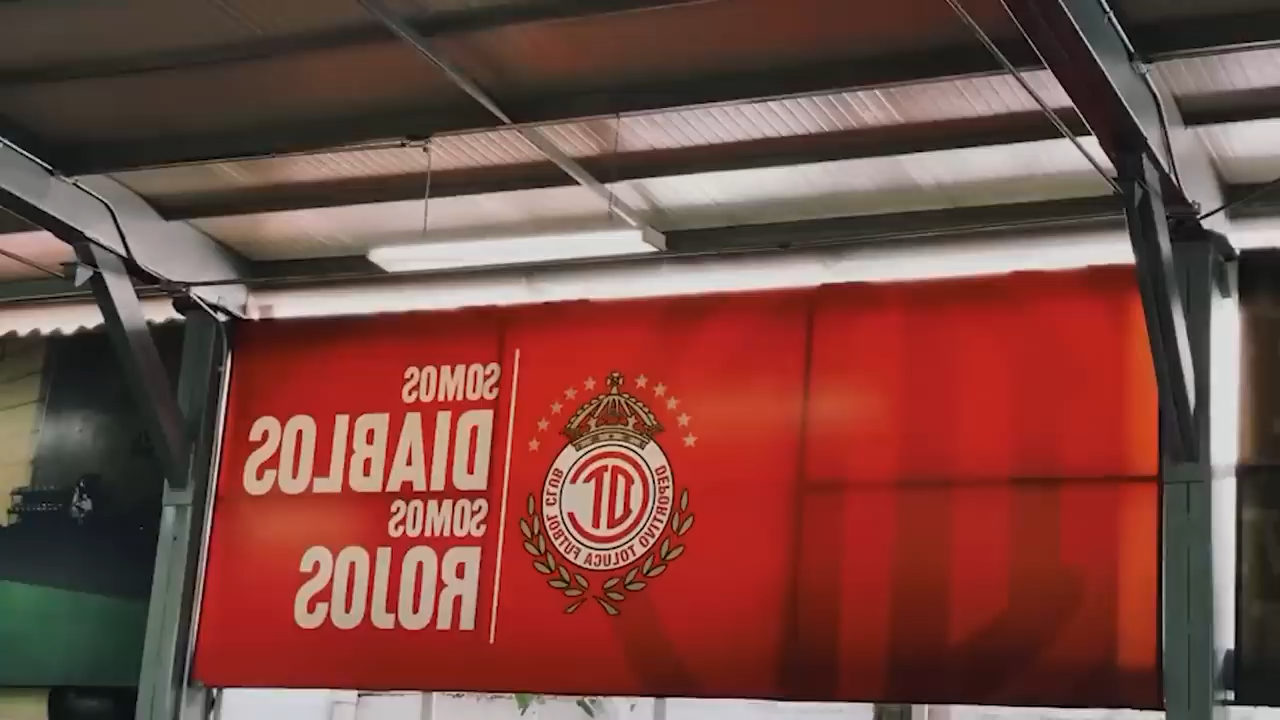 SOMOS
DIABLOS
SOMOS
ROJOS
CLUB DEPORTIVO TOLUCA FUTBOL